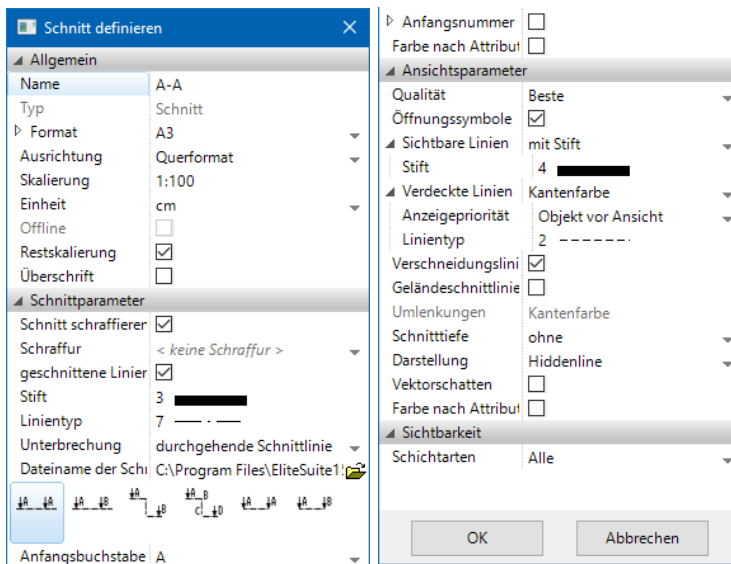 Schnitt definieren
Allgemein
Name A-A
Typ Schnitt
Format A3
Ausrichtung Querformat
Skalierung 1:100
Einheit cm
Offline
Restskalierung
Überschrift
Schnittparameter
Schnitt schraffieren
Schraffur < keine Schraffur >
geschnittene Linier
Stift 3
Linientyp 7
Unterbrechung durchgehende Schnittlinie
Dateiname der Schi C:\Program Files\EliteSuite15
A A A B A B A B C D A A A B
Anfangsbuchstabe A
Anfangsnummer
Farbe nach Attribut
Ansichtsparameter
Qualität Beste
Öffnungssymbole
Sichtbare Linien mit Stift
Stift 4
Verdeckte Linien Kantenfarbe
Anzeigepriorität Objekt vor Ansicht
Linientyp 2
Verschneidungslini
Geländeschnittlinie
Umlenkungen Kantenfarbe
Schnitttiefe ohne
Darstellung Hiddenline
Vektorschatten
Farbe nach Attribut
Sichtbarkeit
Schichtarten Alle
OK Abbrechen